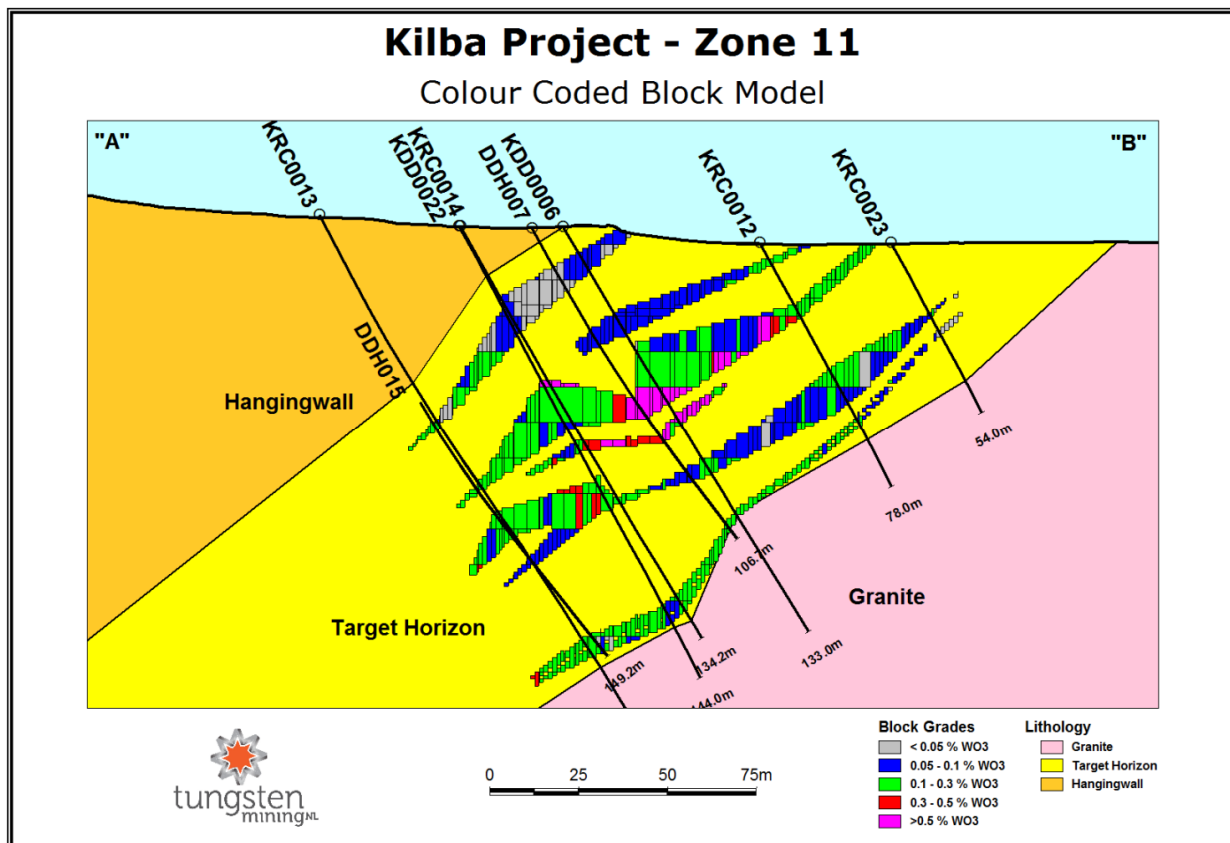 Kilba Project - Zone 11
Colour Coded Block Model
"A"
"B"
KRC0013
KDD0022
KRC0014
DDH007
KDD0006
KRC0012
KRC0023
DDH015
Hangingwall
Target Horizon
Granite
54.0m
78.0m
133.0m
134.2m
149.2m
144.0m
0 25 50 75m
Block Grades
< 0.05 % WO3
0.05 - 0.1 % WO3
0.1 - 0.3 % WO3
0.3 - 0.5 % WO3
>0.5 % WO3
Lithology
Granite
Target Horizon
Hangingwall
tungsten
mining NL